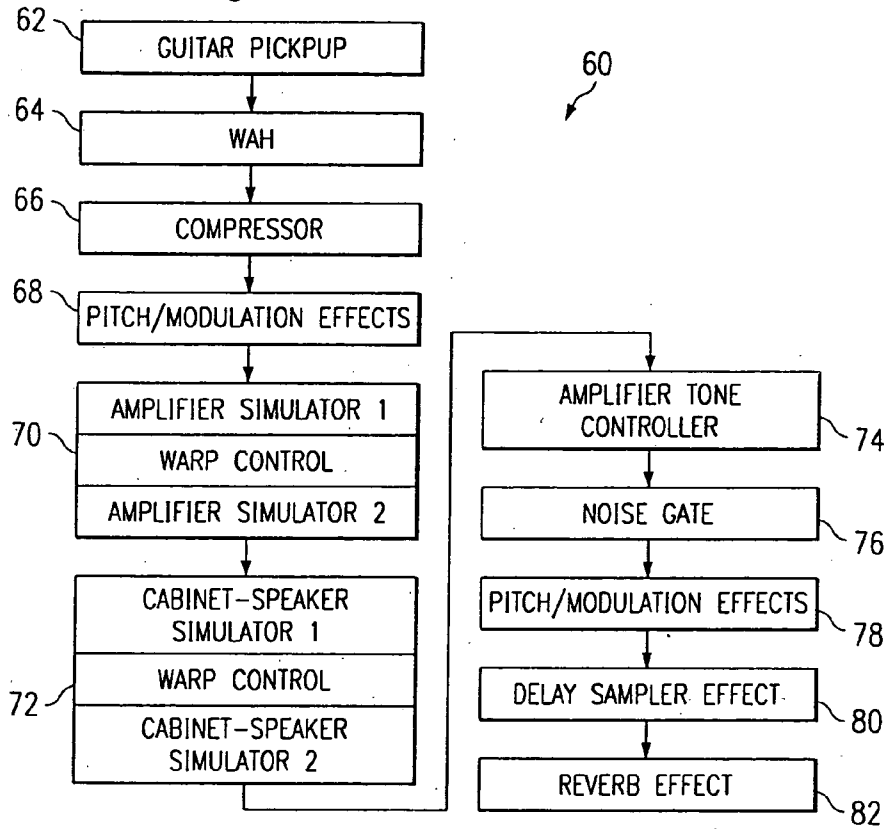 62
GUITAR PICKPUP
60
64
WAH
66
COMPRESSOR
68
PITCH/MODULATION EFFECTS
70
AMPLIFIER SIMULATOR 1
WARP CONTROL
AMPLIFIER SIMULATOR 2
72
CABINET-SPEAKER
SIMULATOR 1
WARP CONTROL
CABINET-SPEAKER
SIMULATOR 2
AMPLIFIER TONE
CONTROLLER
74
NOISE GATE
76
PITCH/MODULATION EFFECTS
78
DELAY SAMPLER EFFECT
80
REVERB EFFECT
82